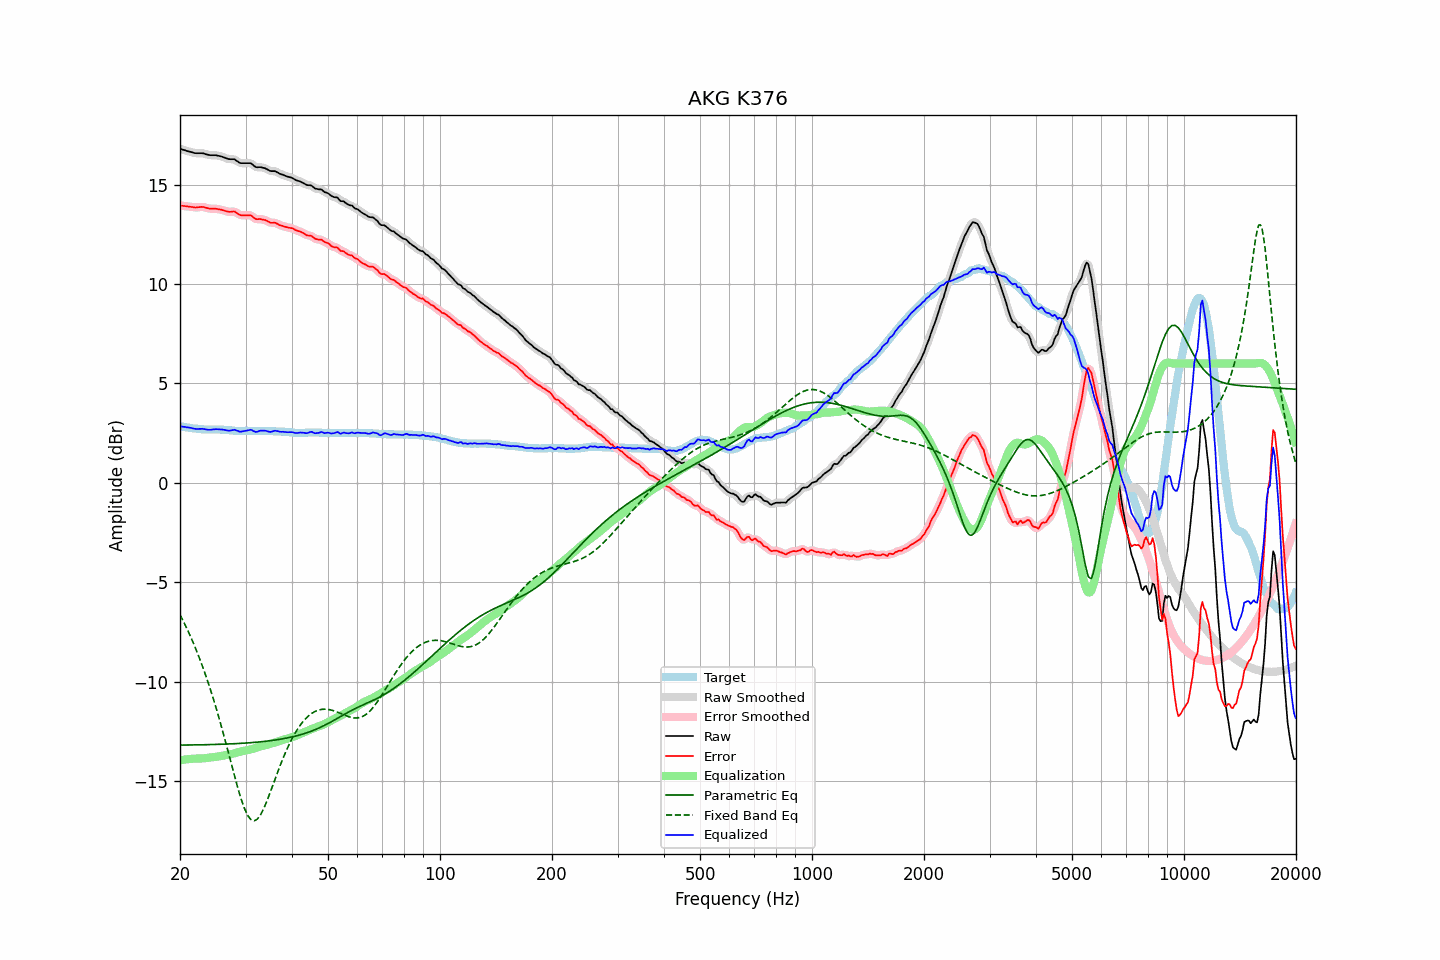 AKG K376
Amplitude (dBr)
15
10
5
0
−5
−10
−15
Target
Raw Smoothed
Error Smoothed
Raw
Error
Equalization
Parametric Eq
Fixed Band Eq
Equalized
20 50 100 200 500 1000 2000 5000 10000 20000
Frequency (Hz)